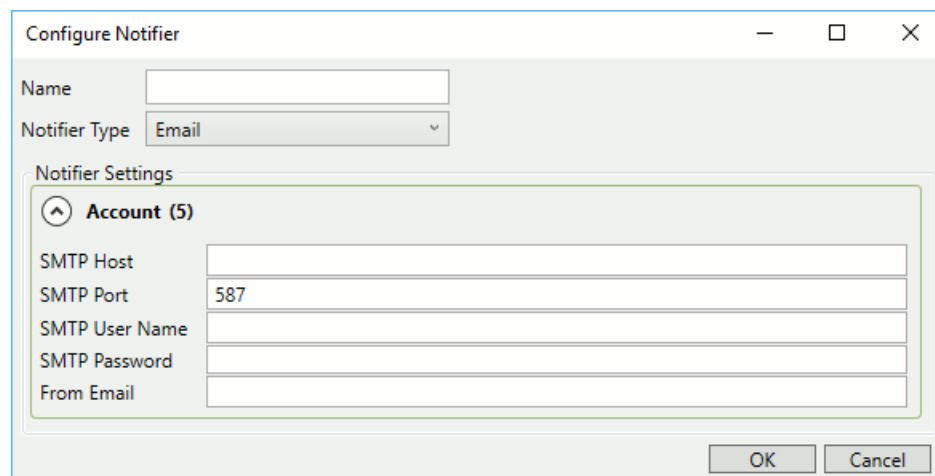 Configure Notifier
Name
Notifier Type Email
Notifier Settings
Account (5)
SMTP Host
SMTP Port 587
SMTP User Name
SMTP Password
From Email
OK Cancel